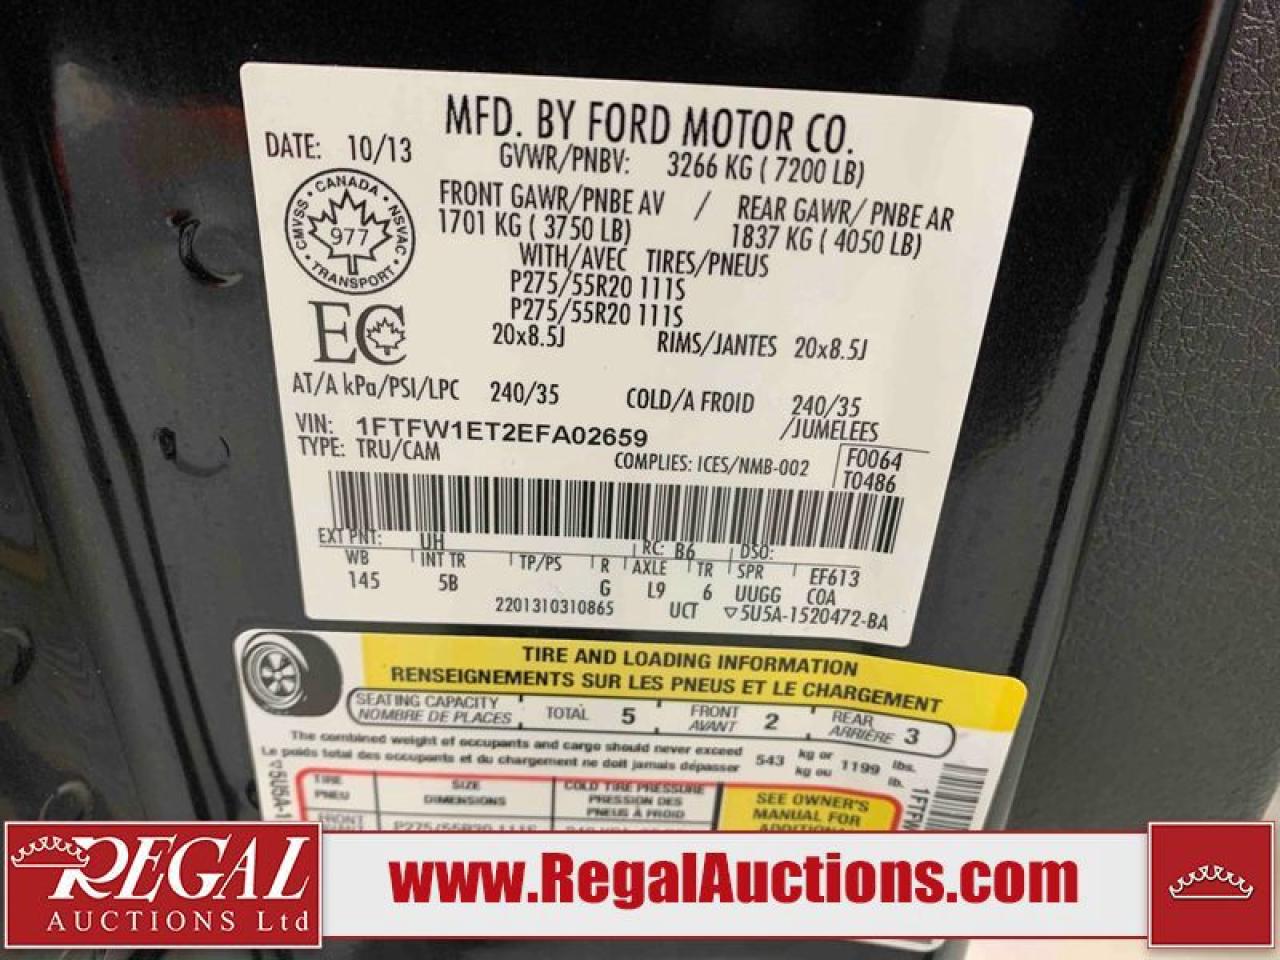 MFD. BY FORD MOTOR CO.
DATE: 10/13
GVWR/PNBV: 3266 KG ( 7200 LB)
FRONT GAWR/PNBE AV / REAR GAWR/ PNBE AR
1701 KG ( 3750 LB) 1837 KG ( 4050 LB)
WITH/AVEC TIRES/PNEUS
P275/55R20 111S
P275/55R20 111S
20x8.5J RIMS/JANTES 20x8.5J
CANADA
CMVSS NSVAC
977
TRANSPORT
EC
AT/A kPa/PSI/LPC 240/35 COLD/A FROID 240/35
/JUMELEES
VIN: 1FTFW1ET2EFA02659
TYPE: TRU/CAM
COMPLIES: ICES/NMB-002
F0064
T0486
EXT PNT: UH RC: B6 DSO:
WB INT TR TP/PS R AXLE TR SPR EF613
145 5B G L9 6 UUGG COA
2201310310865 UCT ▽5U5A-1520472-BA
TIRE AND LOADING INFORMATION
RENSEIGNEMENTS SUR LES PNEUS ET LE CHARGEMENT
SEATING CAPACITY
NOMBRE DE PLACES
TOTAL 5
FRONT
AVANT 2
REAR
ARRIÈRE 3
The combined weight of occupants and cargo should never exceed 543 kg or 1199 lbs.
Le poids total des occupants et du chargement ne doit jamais dépasser kg ou lb.
▽5U5A-1
TIRE
PNEU
SIZE
DIMENSIONS
COLD TIRE PRESSURE
PRESSION DES
PNEUS À FROID
SEE OWNER'S
MANUAL FOR
ADDITIONAL
1FTFW
FRONT
P275/55R20 111S
REGAL
AUCTIONS Ltd
www.RegalAuctions.com